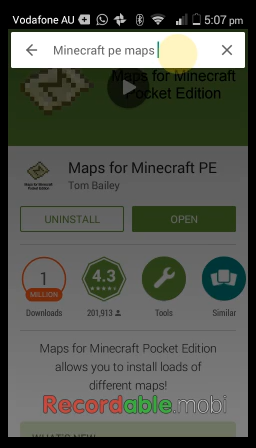 Vodafone AU
5:07 pm
Minecraft pe maps
Maps for Minecraft
Pocket Edition
Maps for Minecraft PE
Tom Bailey
UNINSTALL
OPEN
1
MILLION
4.3
Downloads
201,913
Tools
Similar
Maps for Minecraft Pocket Edition
allows you to install loads of
different maps!
Recordable.mobi
WHAT'S NEW